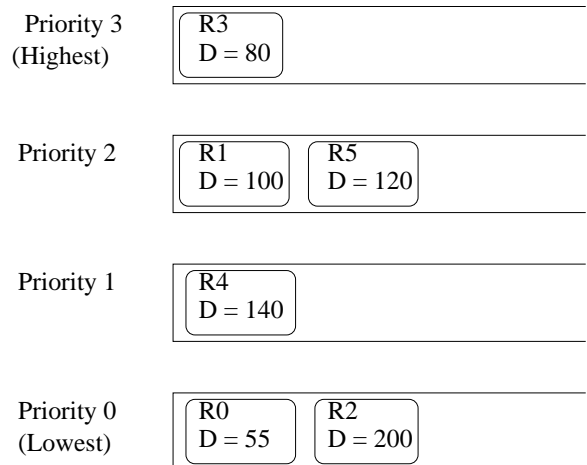 Priority 3
(Highest)
R3
D = 80
Priority 2
R1
D = 100
R5
D = 120
Priority 1
R4
D = 140
Priority 0
(Lowest)
R0
D = 55
R2
D = 200